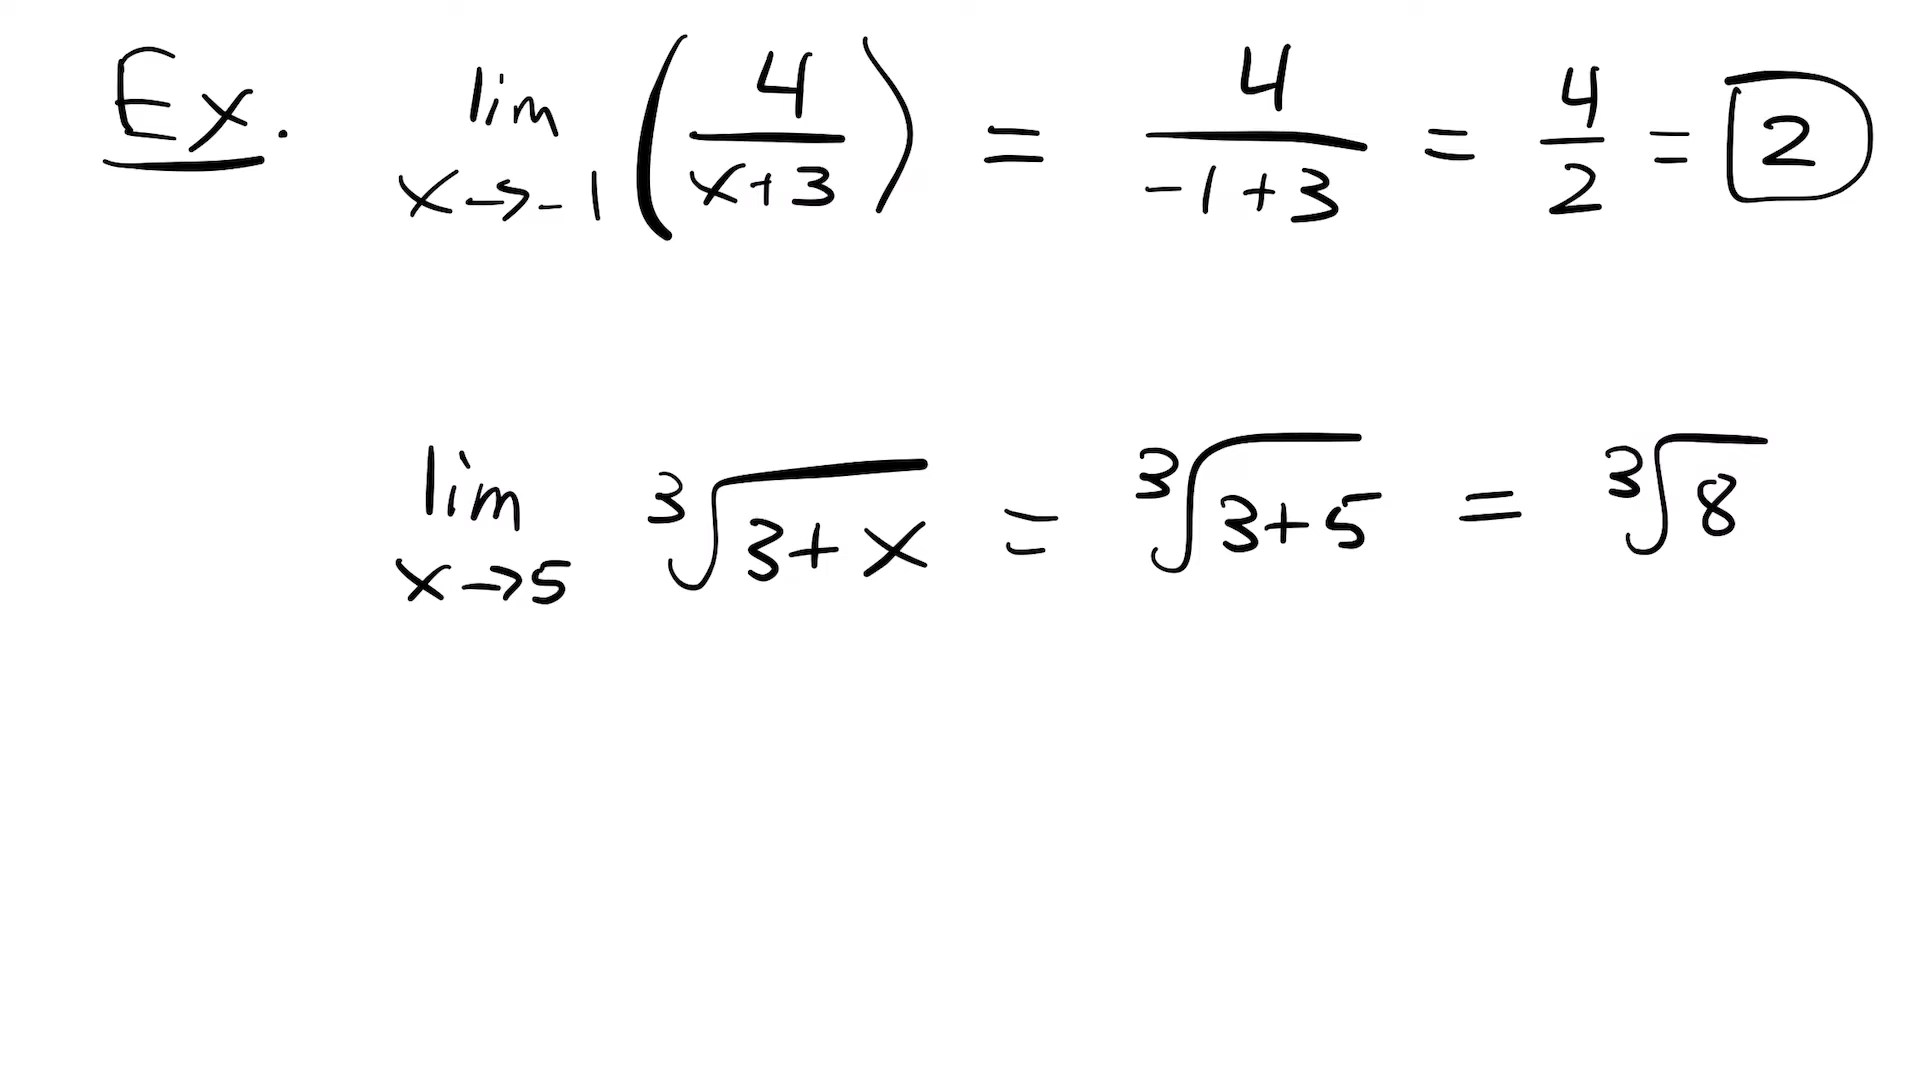 Ex. lim x→-1 (4/(x+3)) = 4/(-1+3) = 4/2 = 2
lim x→5 ∛(3+x) = ∛(3+5) = ∛8